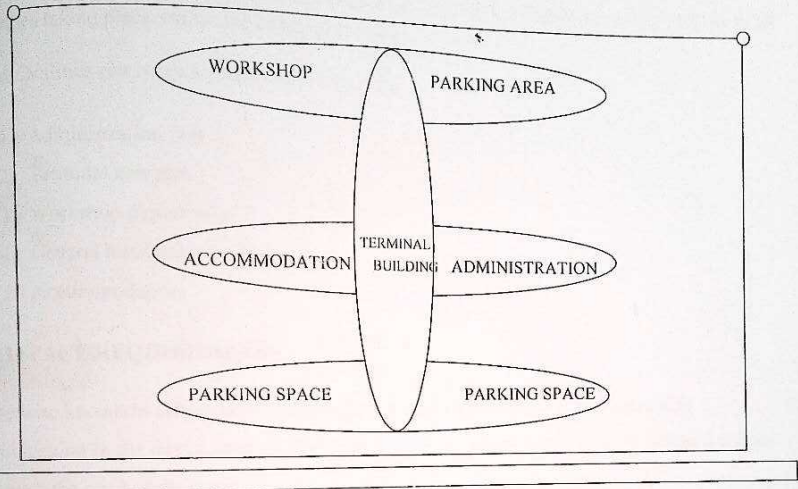 WORKSHOP
PARKING AREA
TERMINAL
BUILDING
ACCOMMODATION
ADMINISTRATION
PARKING SPACE
PARKING SPACE